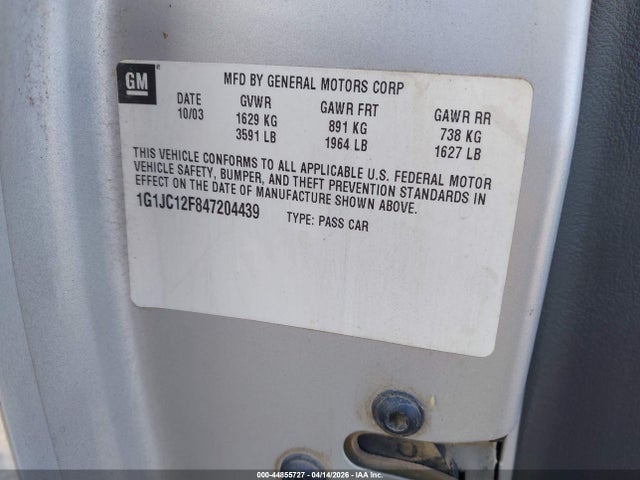 GM
MFD BY GENERAL MOTORS CORP
DATE GVWR GAWR FRT GAWR RR
10/03 1629 KG 891 KG 738 KG
3591 LB 1964 LB 1627 LB
THIS VEHICLE CONFORMS TO ALL APPLICABLE U.S. FEDERAL MOTOR
VEHICLE SAFETY, BUMPER, AND THEFT PREVENTION STANDARDS IN
EFFECT ON THE DATE OF MANUFACTURE SHOWN ABOVE.
1G1JC12F847204439 TYPE: PASS CAR
000-44855727 - 04/14/2026 - IAAI.COM